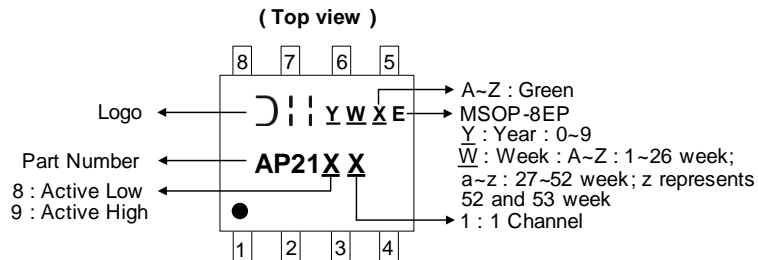 ( Top view )
8 7 6 5
Logo
Y W X E
A~Z : Green
MSOP-8EP
Y : Year : 0~9
W : Week : A~Z : 1~26 week;
a~z : 27~52 week; z represents
52 and 53 week
Part Number
AP21X X
8 : Active Low
9 : Active High
1 : 1 Channel
1 2 3 4